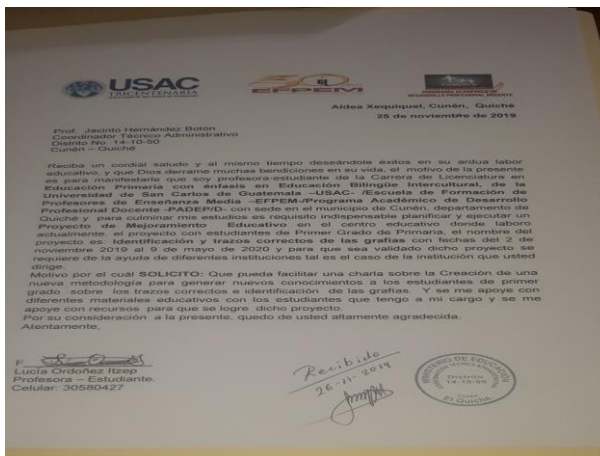 USAC
TRICENTENARIA
EFPEM
PROGRAMA ACADÉMICO DE
DESARROLLO PROFESIONAL DOCENTE
Aldea Xequiquel, Cunén, Quiché
25 de noviembre de 2019
Prof. Jacinto Hernández Botón
Coordinador Técnico Administrativo
Distrito No. 14-10-50
Cunén – Quiché
Reciba un cordial saludo y al mismo tiempo deseándole éxitos en su ardua labor
educativo, y que Dios derrame muchas bendiciones en su vida, el motivo de la presente
es para manifestarle que soy profesora-estudiante de la Carrera de Licenciatura en
Educación Primaria con énfasis en Educación Bilingüe Intercultural, de la
Universidad de San Carlos de Guatemala –USAC- /Escuela de Formación de
Profesores de Enseñanza Media –EFPEM-/Programa Académico de Desarrollo
Profesional Docente -PADEP/D- con sede en el municipio de Cunén, departamento de
Quiché y para culminar mis estudios es requisito indispensable planificar y ejecutar un
Proyecto de Mejoramiento Educativo en el centro educativo donde laboro
actualmente, el proyecto con estudiantes de Primer Grado de Primaria, el nombre del
proyecto es: Identificación y trazos correctos de las grafías con fechas del 2 de
noviembre 2019 al 9 de mayo de 2020 y para que sea validado dicho proyecto se
requiere de la ayuda de diferentes instituciones tal es el caso de la institución que usted
dirige.
Motivo por el cuál SOLICITO: Que pueda facilitar una charla sobre la Creación de una
nueva metodología para generar nuevos conocimientos a los estudiantes de primer
grado sobre los trazos correctos e identificación de las grafías. Y se me apoye con
diferentes materiales educativos con los estudiantes que tengo a mi cargo y se me
apoye con recursos para que se logre dicho proyecto.
Por su consideración a la presente, quedo de usted altamente agradecida.
Atentamente,
F.
Lucía Ordoñez Itzep
Profesora – Estudiante.
Celular: 30580427
Recibido
26-11-2019
MINISTERIO DE EDUCACIÓN
Distrito
14-10-50
El Quiché